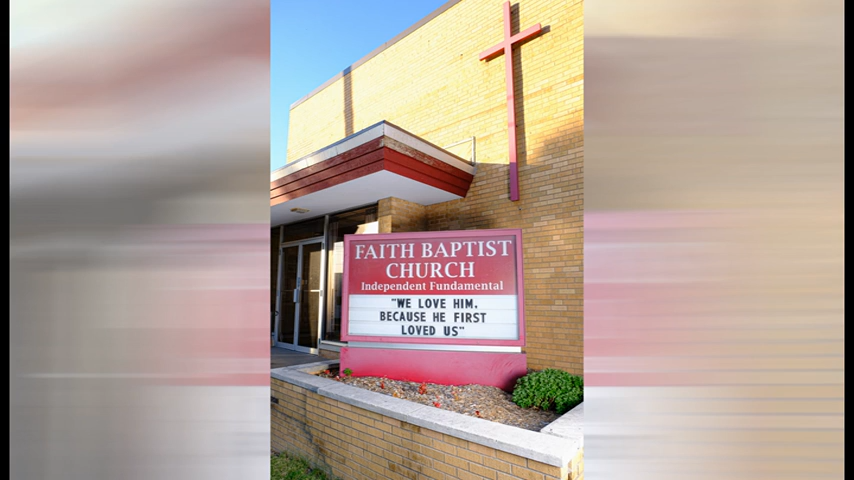 FAITH BAPTIST
CHURCH
Independent Fundamental
"WE LOVE HIM.
BECAUSE HE FIRST
LOVED US"